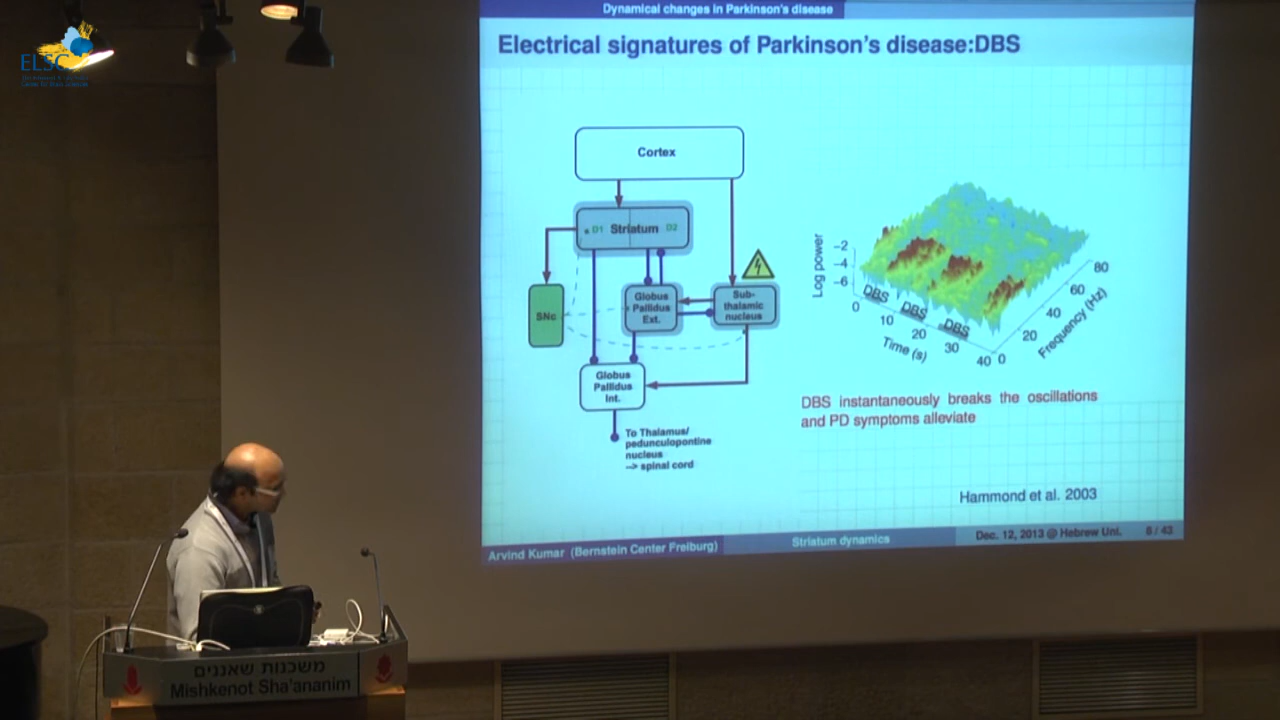 ELSC
Dynamical changes in Parkinson's disease
Electrical signatures of Parkinson's disease:DBS
Cortex
D1 Striatum D2
SNc
Globus
Pallidus
Ext.
Sub-
thalamic
nucleus
Globus
Pallidus
Int.
To Thalamus/
pedunculopontine
nucleus
--> spinal cord
Log power
-2
-4
-6
DBS
DBS
DBS
0
10
20
30
40
Time (s)
0
20
40
60
80
Frequency (Hz)
DBS instantaneously breaks the oscillations
and PD symptoms alleviate
Hammond et al. 2003
Arvind Kumar (Bernstein Center Freiburg)
Striatum dynamics
Dec. 12, 2013 @ Hebrew Uni.
6 / 43
משכנות שאננים
Mishkenot Sha'ananim